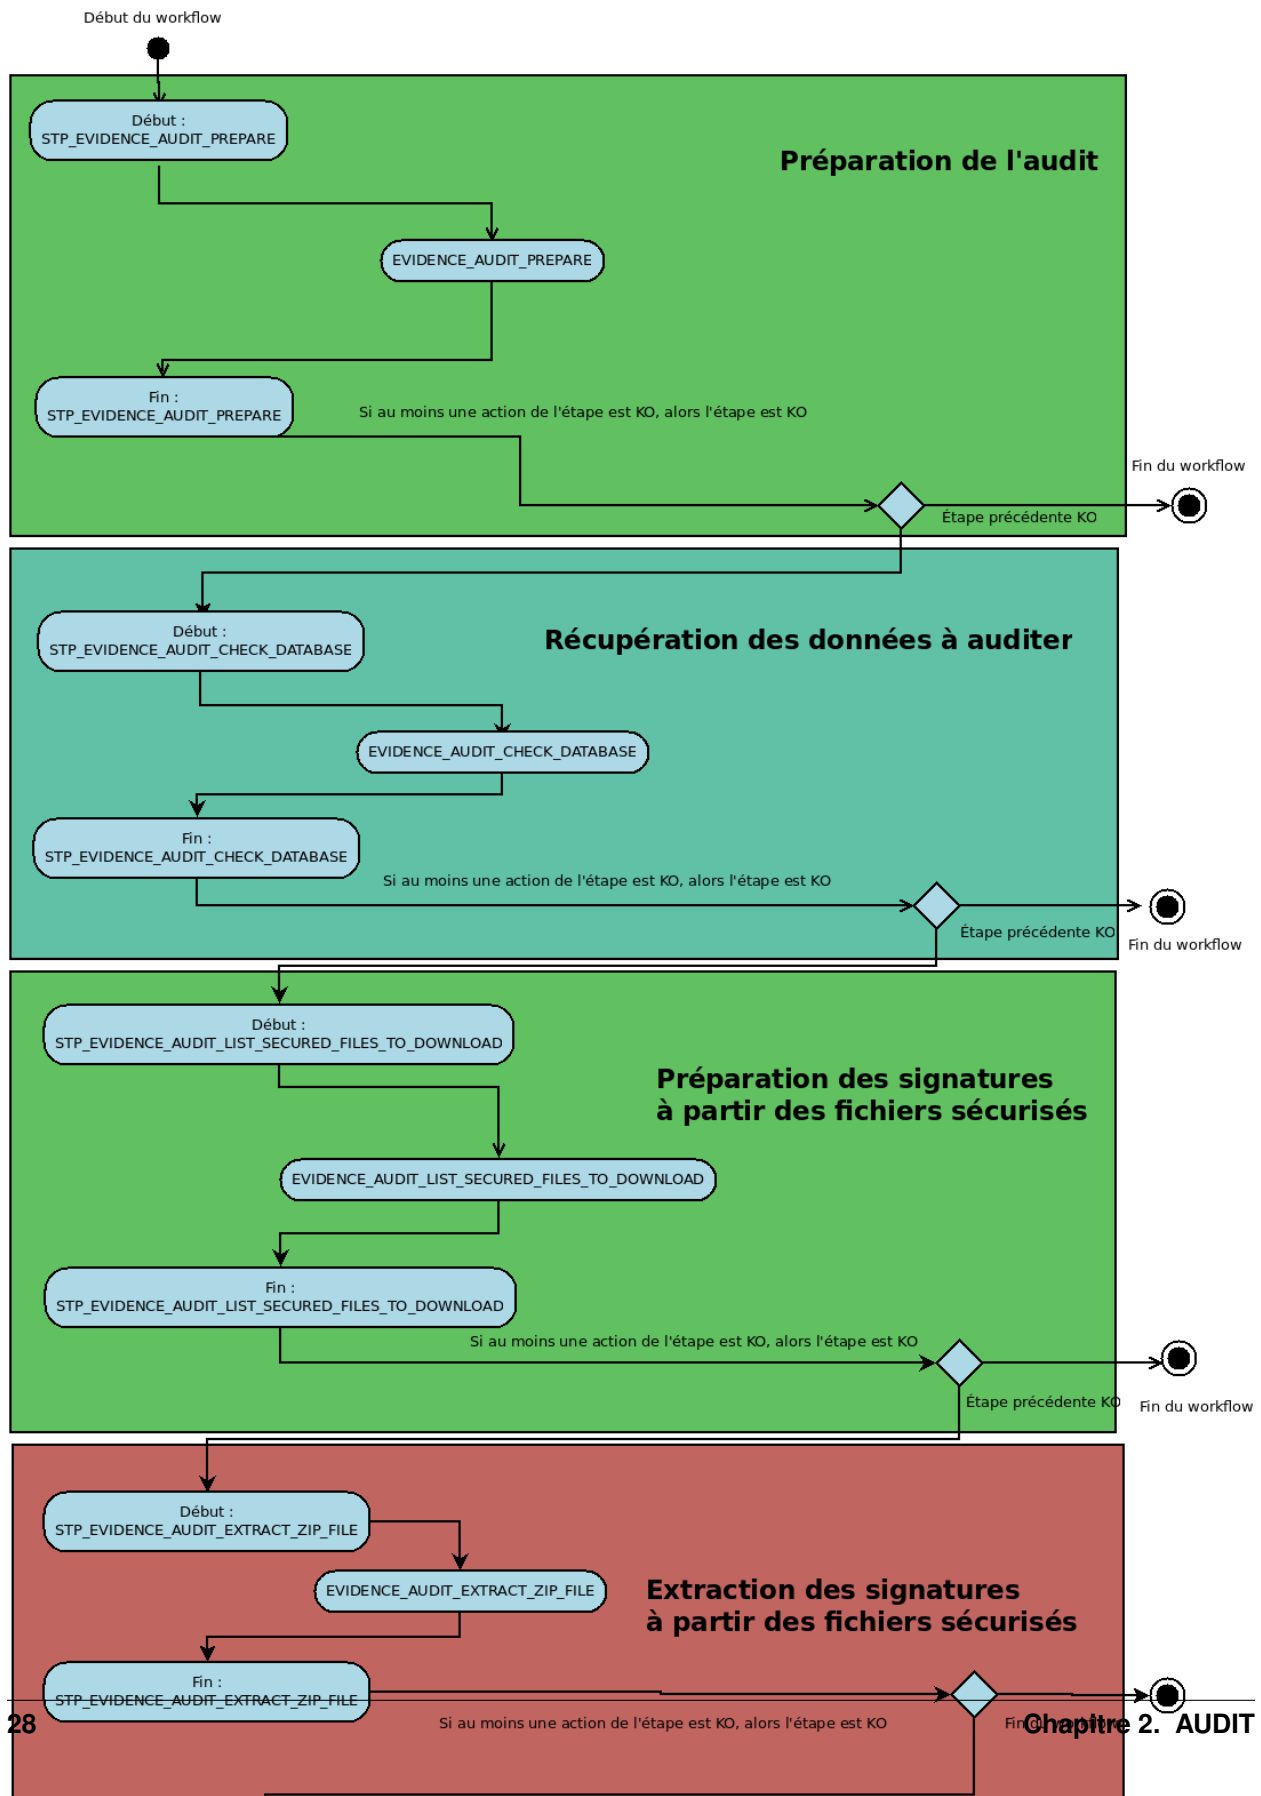 Début du workflow
Début :
STP_EVIDENCE_AUDIT_PREPARE
Préparation de l'audit
EVIDENCE_AUDIT_PREPARE
Fin :
STP_EVIDENCE_AUDIT_PREPARE
Si au moins une action de l'étape est KO, alors l'étape est KO
Fin du workflow
Étape précédente KO
Début :
STP_EVIDENCE_AUDIT_CHECK_DATABASE
Récupération des données à auditer
EVIDENCE_AUDIT_CHECK_DATABASE
Fin :
STP_EVIDENCE_AUDIT_CHECK_DATABASE
Si au moins une action de l'étape est KO, alors l'étape est KO
Étape précédente KO
Fin du workflow
Début :
STP_EVIDENCE_AUDIT_LIST_SECURED_FILES_TO_DOWNLOAD
Préparation des signatures
à partir des fichiers sécurisés
EVIDENCE_AUDIT_LIST_SECURED_FILES_TO_DOWNLOAD
Fin :
STP_EVIDENCE_AUDIT_LIST_SECURED_FILES_TO_DOWNLOAD
Si au moins une action de l'étape est KO, alors l'étape est KO
Étape précédente KO
Fin du workflow
Début :
STP_EVIDENCE_AUDIT_EXTRACT_ZIP_FILE
EVIDENCE_AUDIT_EXTRACT_ZIP_FILE
Extraction des signatures
à partir des fichiers sécurisés
Fin :
STP_EVIDENCE_AUDIT_EXTRACT_ZIP_FILE
Si au moins une action de l'étape est KO, alors l'étape est KO
Fin du workflow
28
Chapitre 2. AUDIT